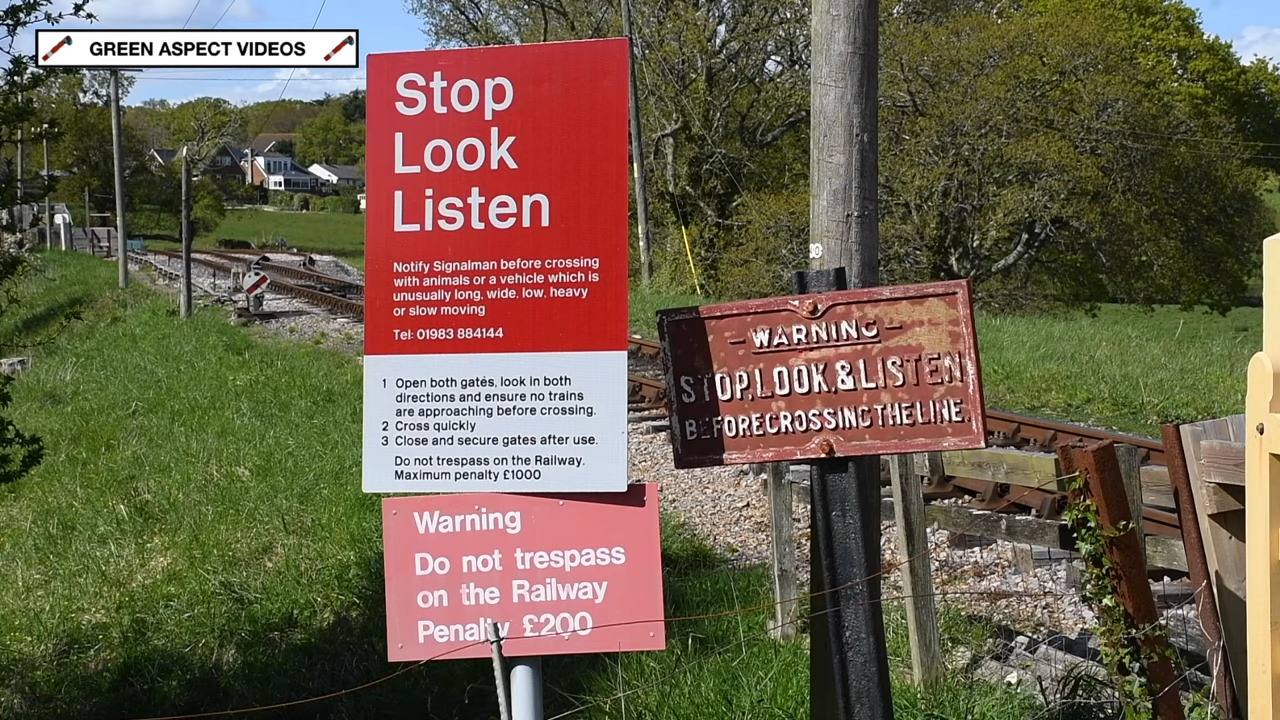 GREEN ASPECT VIDEOS
Stop
Look
Listen
Notify Signalman before crossing
with animals or a vehicle which is
unusually long, wide, low, heavy
or slow moving
Tel: 01983 884144
1 Open both gates, look in both
directions and ensure no trains
are approaching before crossing.
2 Cross quickly
3 Close and secure gates after use.
Do not trespass on the Railway.
Maximum penalty £1000
Warning
Do not trespass
on the Railway
Penalty £200
-WARNING-
STOP, LOOK, & LISTEN
BEFORE CROSSING THE LINE.